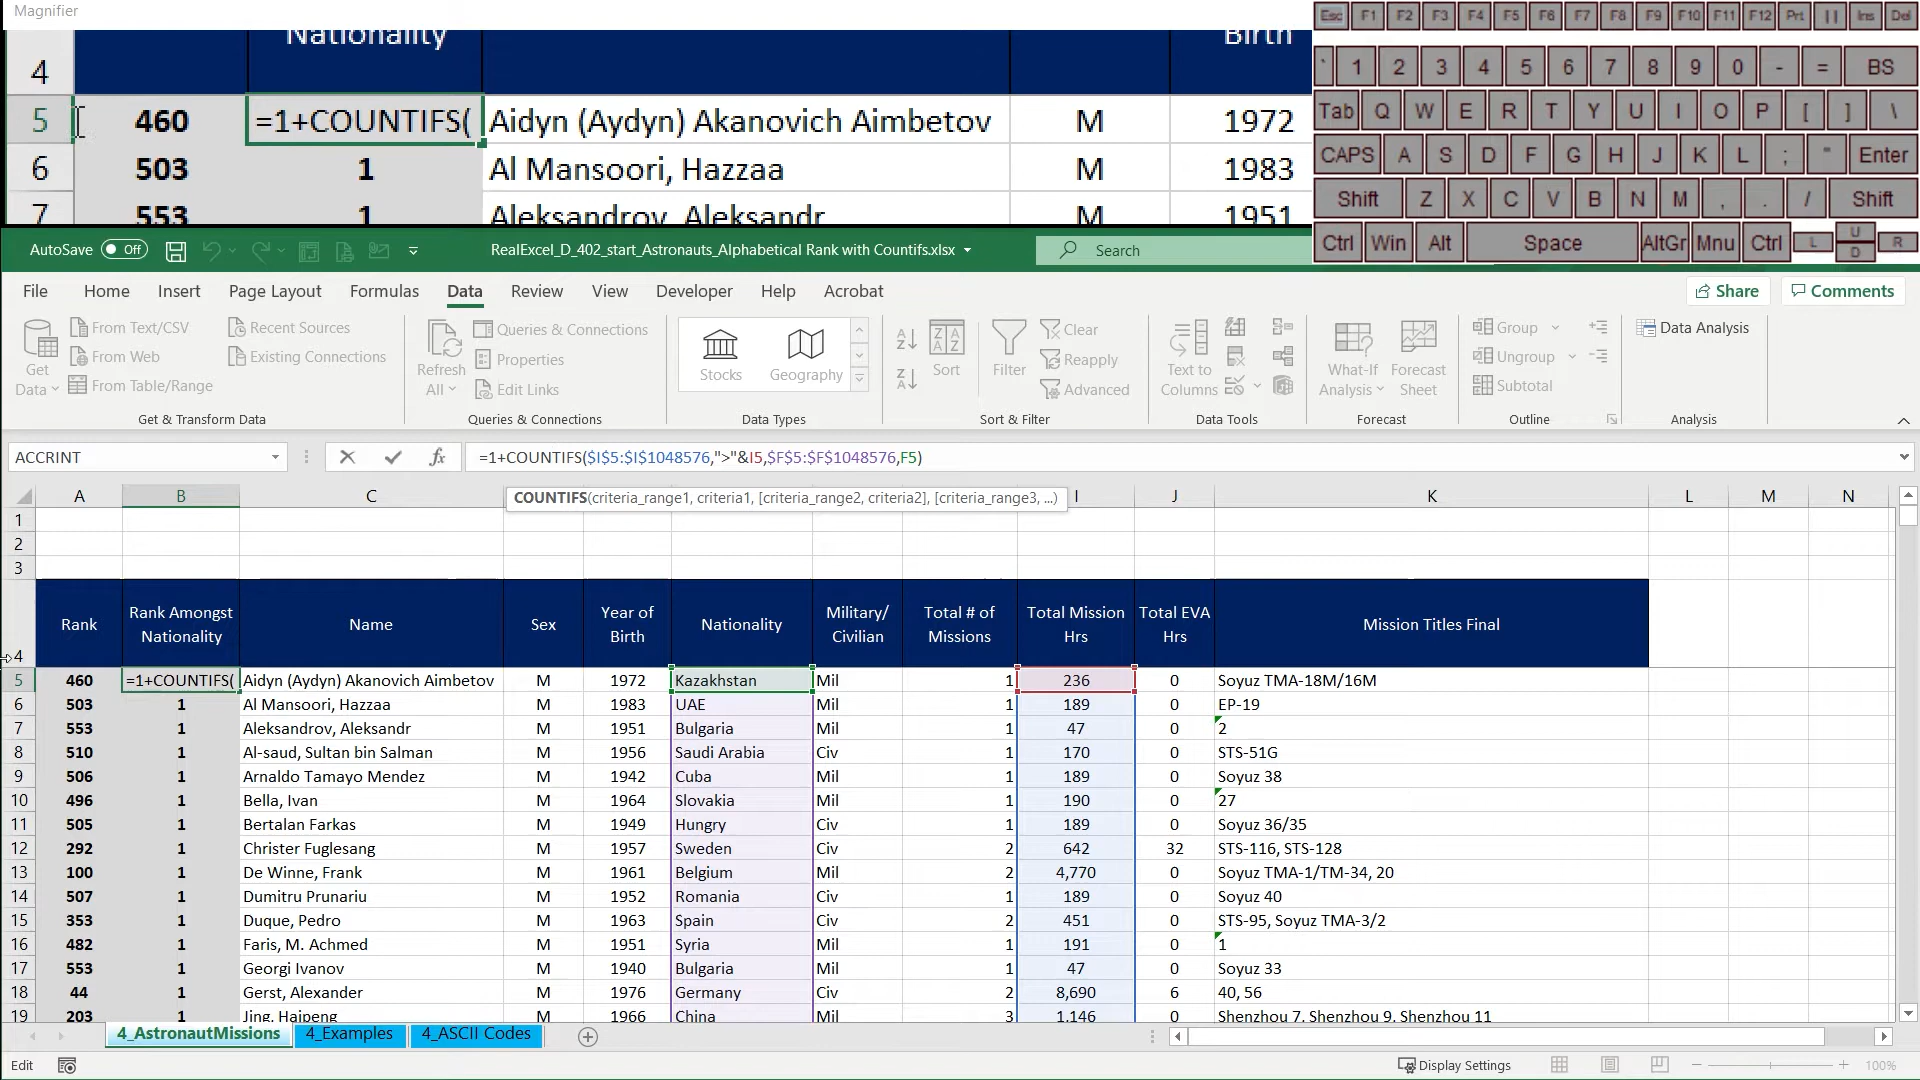 Magnifier
Nationality Birth
4
5 460 =1+COUNTIFS( Aidyn (Aydyn) Akanovich Aimbetov M 1972
6 503 1 Al Mansoori, Hazzaa M 1983
7 553 1 Aleksandrov, Aleksandr M 1951
Esc F1 F2 F3 F4 F5 F6 F7 F8 F9 F10 F11 F12 Prt || Ins Del
` 1 2 3 4 5 6 7 8 9 0 - = BS
Tab Q W E R T Y U I O P [ ] \
CAPS A S D F G H J K L ; " Enter
Shift Z X C V B N M , . / Shift
Ctrl Win Alt Space AltGr Mnu Ctrl L U D R
AutoSave Off RealExcel_D_402_start_Astronauts_Alphabetical Rank with Countifs.xlsx Search
File Home Insert Page Layout Formulas Data Review View Developer Help Acrobat Share Comments
Get Data
From Text/CSV
From Web
From Table/Range
Recent Sources
Existing Connections
Get & Transform Data
Refresh All
Queries & Connections
Properties
Edit Links
Queries & Connections
Stocks Geography
Data Types
Sort Filter
Clear
Reapply
Advanced
Sort & Filter
Text to Columns
Data Tools
What-If Analysis
Forecast Sheet
Forecast
Group
Ungroup
Subtotal
Outline
Data Analysis
Analysis
ACCRINT fx =1+COUNTIFS($I$5:$I$1048576,">"&I5,$F$5:$F$1048576,F5)
COUNTIFS(criteria_range1, criteria1, [criteria_range2, criteria2], [criteria_range3, ...)
A B C I J K L M N
1
2
3
4 Rank Rank Amongst Nationality Name Sex Year of Birth Nationality Military/ Civilian Total # of Missions Total Mission Hrs Total EVA Hrs Mission Titles Final
5 460 =1+COUNTIFS( Aidyn (Aydyn) Akanovich Aimbetov M 1972 Kazakhstan Mil 1 236 0 Soyuz TMA-18M/16M
6 503 1 Al Mansoori, Hazzaa M 1983 UAE Mil 1 189 0 EP-19
7 553 1 Aleksandrov, Aleksandr M 1951 Bulgaria Mil 1 47 0 2
8 510 1 Al-saud, Sultan bin Salman M 1956 Saudi Arabia Civ 1 170 0 STS-51G
9 506 1 Arnaldo Tamayo Mendez M 1942 Cuba Mil 1 189 0 Soyuz 38
10 496 1 Bella, Ivan M 1964 Slovakia Mil 1 190 0 27
11 505 1 Bertalan Farkas M 1949 Hungry Civ 1 189 0 Soyuz 36/35
12 292 1 Christer Fuglesang M 1957 Sweden Civ 2 642 32 STS-116, STS-128
13 100 1 De Winne, Frank M 1961 Belgium Mil 2 4,770 0 Soyuz TMA-1/TM-34, 20
14 507 1 Dumitru Prunariu M 1952 Romania Civ 1 189 0 Soyuz 40
15 353 1 Duque, Pedro M 1963 Spain Civ 2 451 0 STS-95, Soyuz TMA-3/2
16 482 1 Faris, M. Achmed M 1951 Syria Mil 1 191 0 1
17 553 1 Georgi Ivanov M 1940 Bulgaria Mil 1 47 0 Soyuz 33
18 44 1 Gerst, Alexander M 1976 Germany Civ 2 8,690 6 40, 56
19 203 1 Jing, Haipeng M 1966 China Mil 3 1,146 0 Shenzhou 7, Shenzhou 9, Shenzhou 11
4_AstronautMissions 4_Examples 4_ASCII Codes
Edit Display Settings 100%